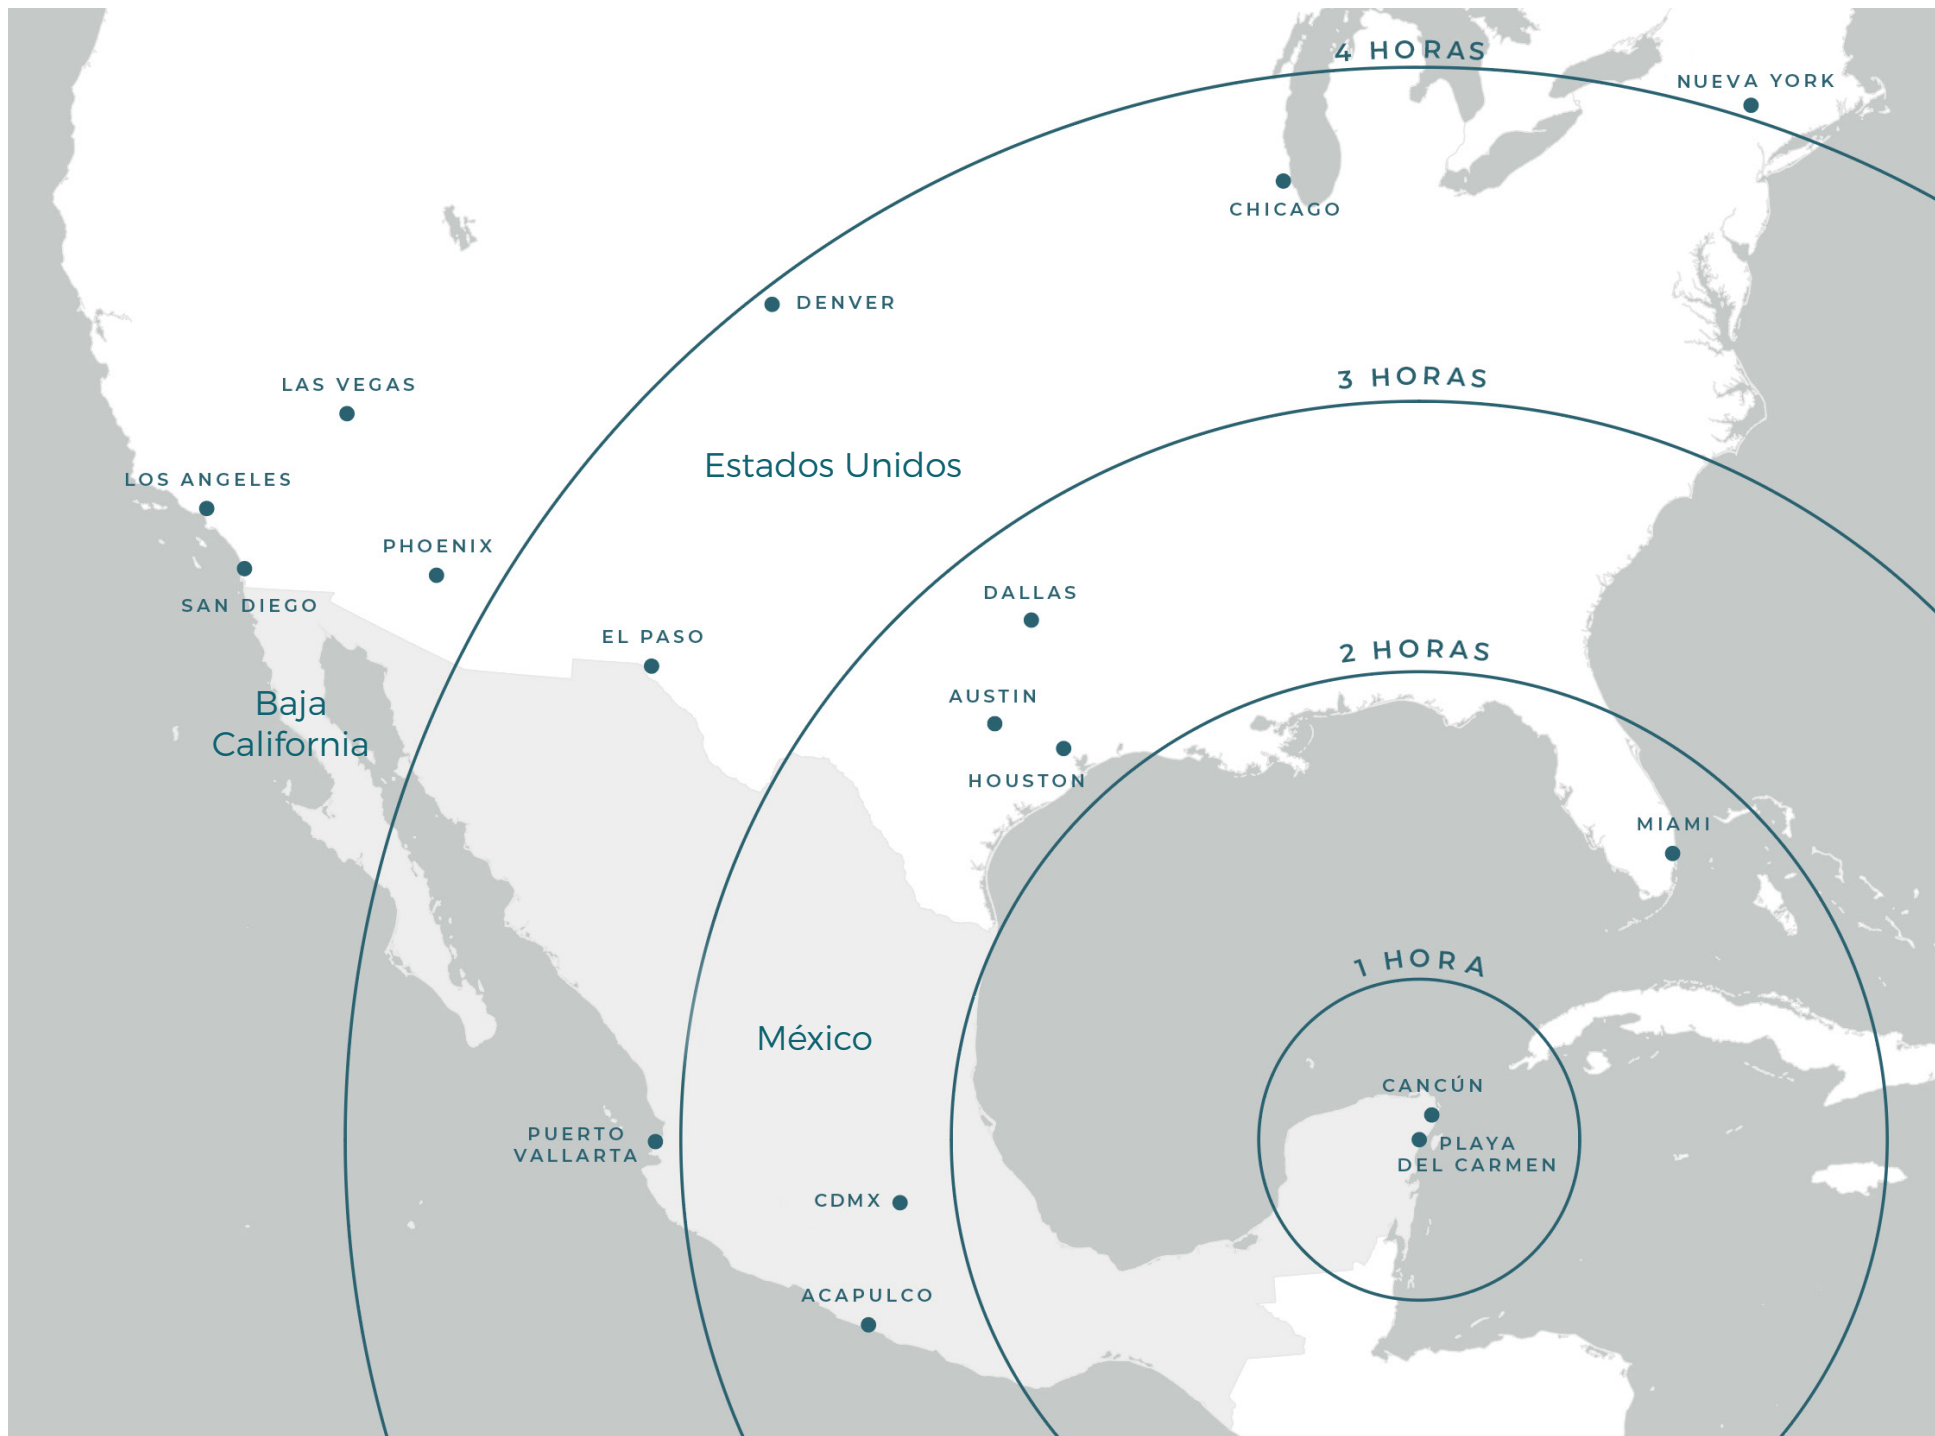 4 HORAS
NUEVA YORK
CHICAGO
DENVER
LAS VEGAS
3 HORAS
Estados Unidos
LOS ANGELES
PHOENIX
DALLAS
SAN DIEGO
EL PASO
2 HORAS
AUSTIN
Baja
California
HOUSTON
MIAMI
1 HORA
México
CANCÚN
PUERTO
VALLARTA
PLAYA
DEL CARMEN
CDMX
ACAPULCO